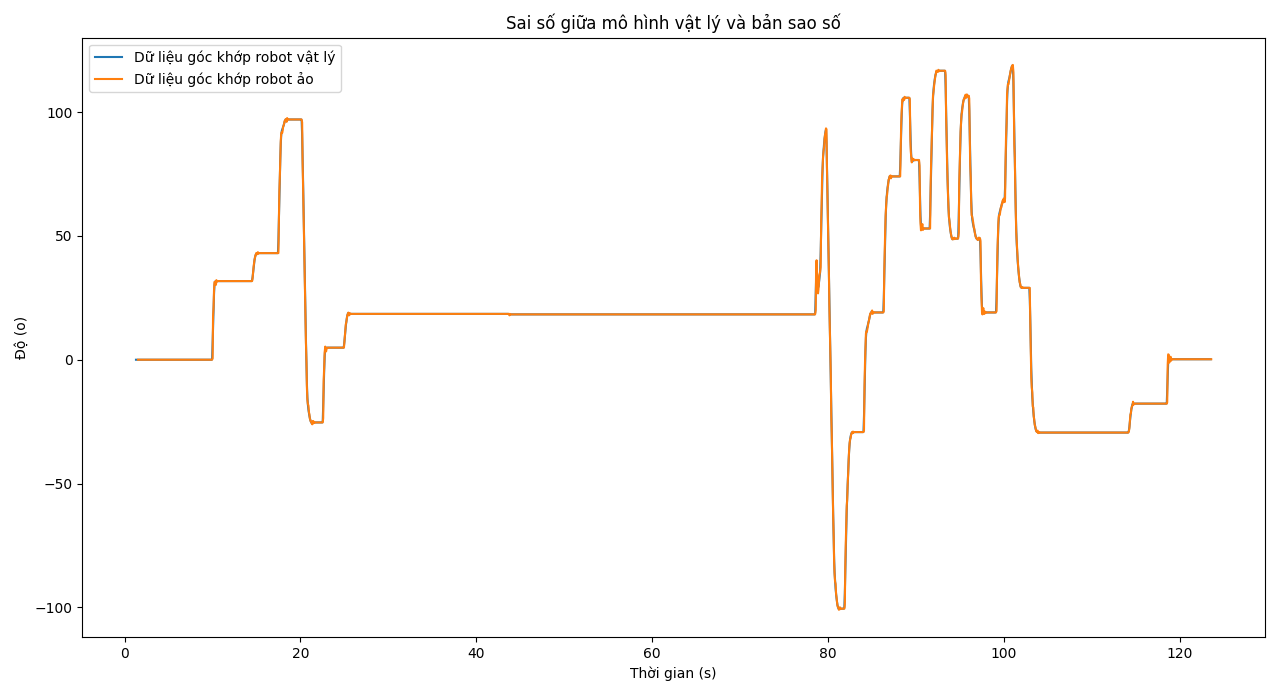 Sai số giữa mô hình vật lý và bản sao số
Dữ liệu góc khớp robot vật lý
Dữ liệu góc khớp robot ảo
Độ (o)
100
50
0
−50
−100
0 20 40 60 80 100 120
Thời gian (s)